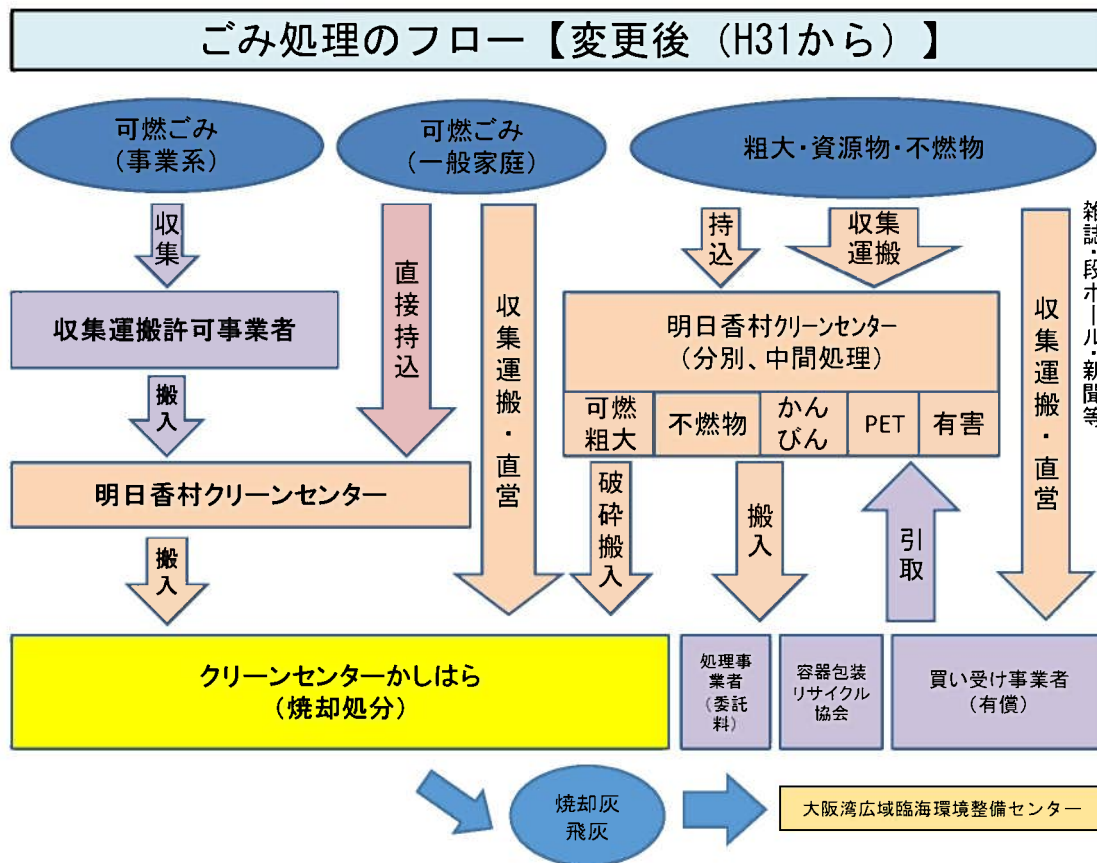 ごみ処理のフロー【変更後（H31から）】
可燃ごみ
（事業系）
可燃ごみ
（一般家庭）
粗大・資源物・不燃物
収集
直接持込
収集運搬・直営
持込
収集
運搬
収集運搬・直営
雑誌・段ボール・新聞等
収集運搬許可事業者
搬入
明日香村クリーンセンター
搬入
明日香村クリーンセンター
（分別、中間処理）
可燃
粗大
不燃物
かん
びん
PET
有害
破砕搬入
搬入
引取
クリーンセンターかしはら
（焼却処分）
処理事
業者
（委託
料）
容器包装
リサイクル
協会
買い受け事業者
（有償）
焼却灰
飛灰
大阪湾広域臨海環境整備センター